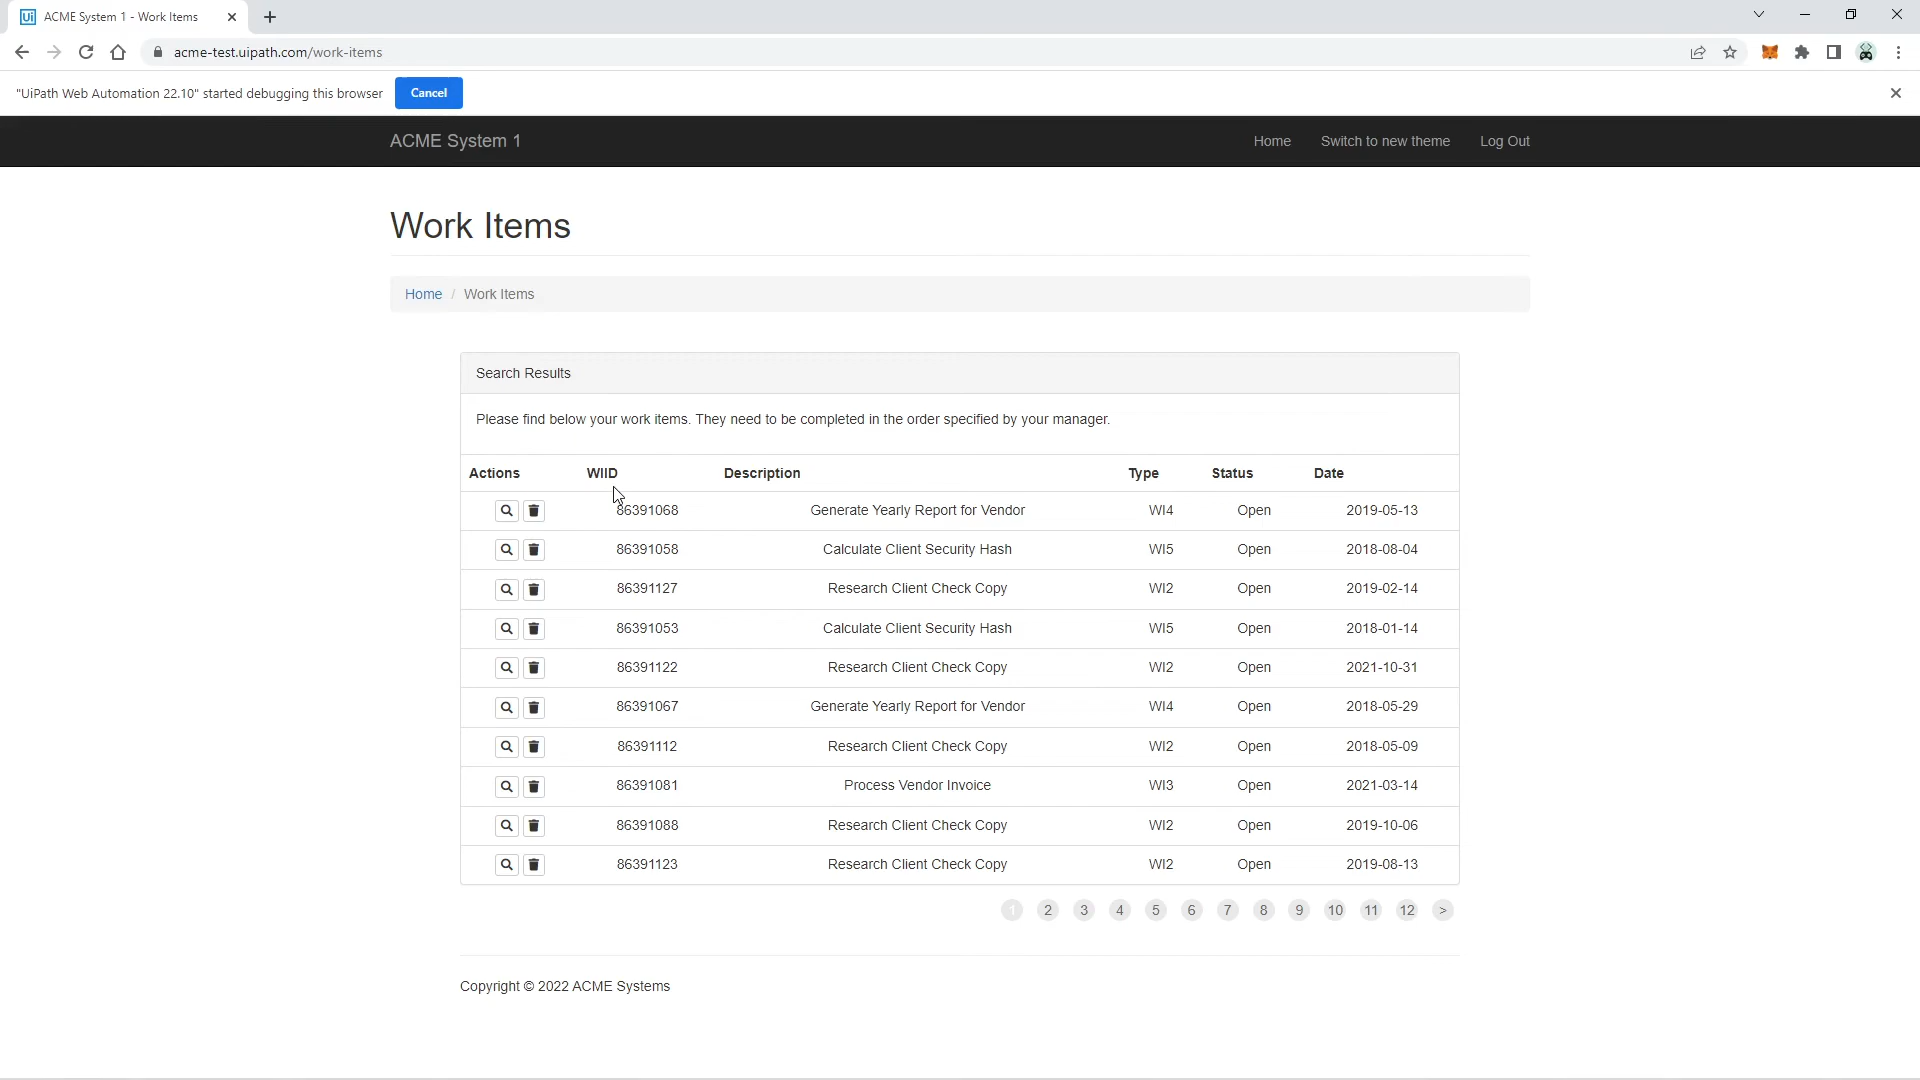 ACME System 1 - Work Items
acme-test.uipath.com/work-items
"UiPath Web Automation 22.10" started debugging this browser Cancel
ACME System 1 Home Switch to new theme Log Out
Work Items
Home / Work Items
Search Results
Please find below your work items. They need to be completed in the order specified by your manager.
Actions WIID Description Type Status Date
86391068 Generate Yearly Report for Vendor WI4 Open 2019-05-13
86391058 Calculate Client Security Hash WI5 Open 2018-08-04
86391127 Research Client Check Copy WI2 Open 2019-02-14
86391053 Calculate Client Security Hash WI5 Open 2018-01-14
86391122 Research Client Check Copy WI2 Open 2021-10-31
86391067 Generate Yearly Report for Vendor WI4 Open 2018-05-29
86391112 Research Client Check Copy WI2 Open 2018-05-09
86391081 Process Vendor Invoice WI3 Open 2021-03-14
86391088 Research Client Check Copy WI2 Open 2019-10-06
86391123 Research Client Check Copy WI2 Open 2019-08-13
1 2 3 4 5 6 7 8 9 10 11 12 >
Copyright © 2022 ACME Systems